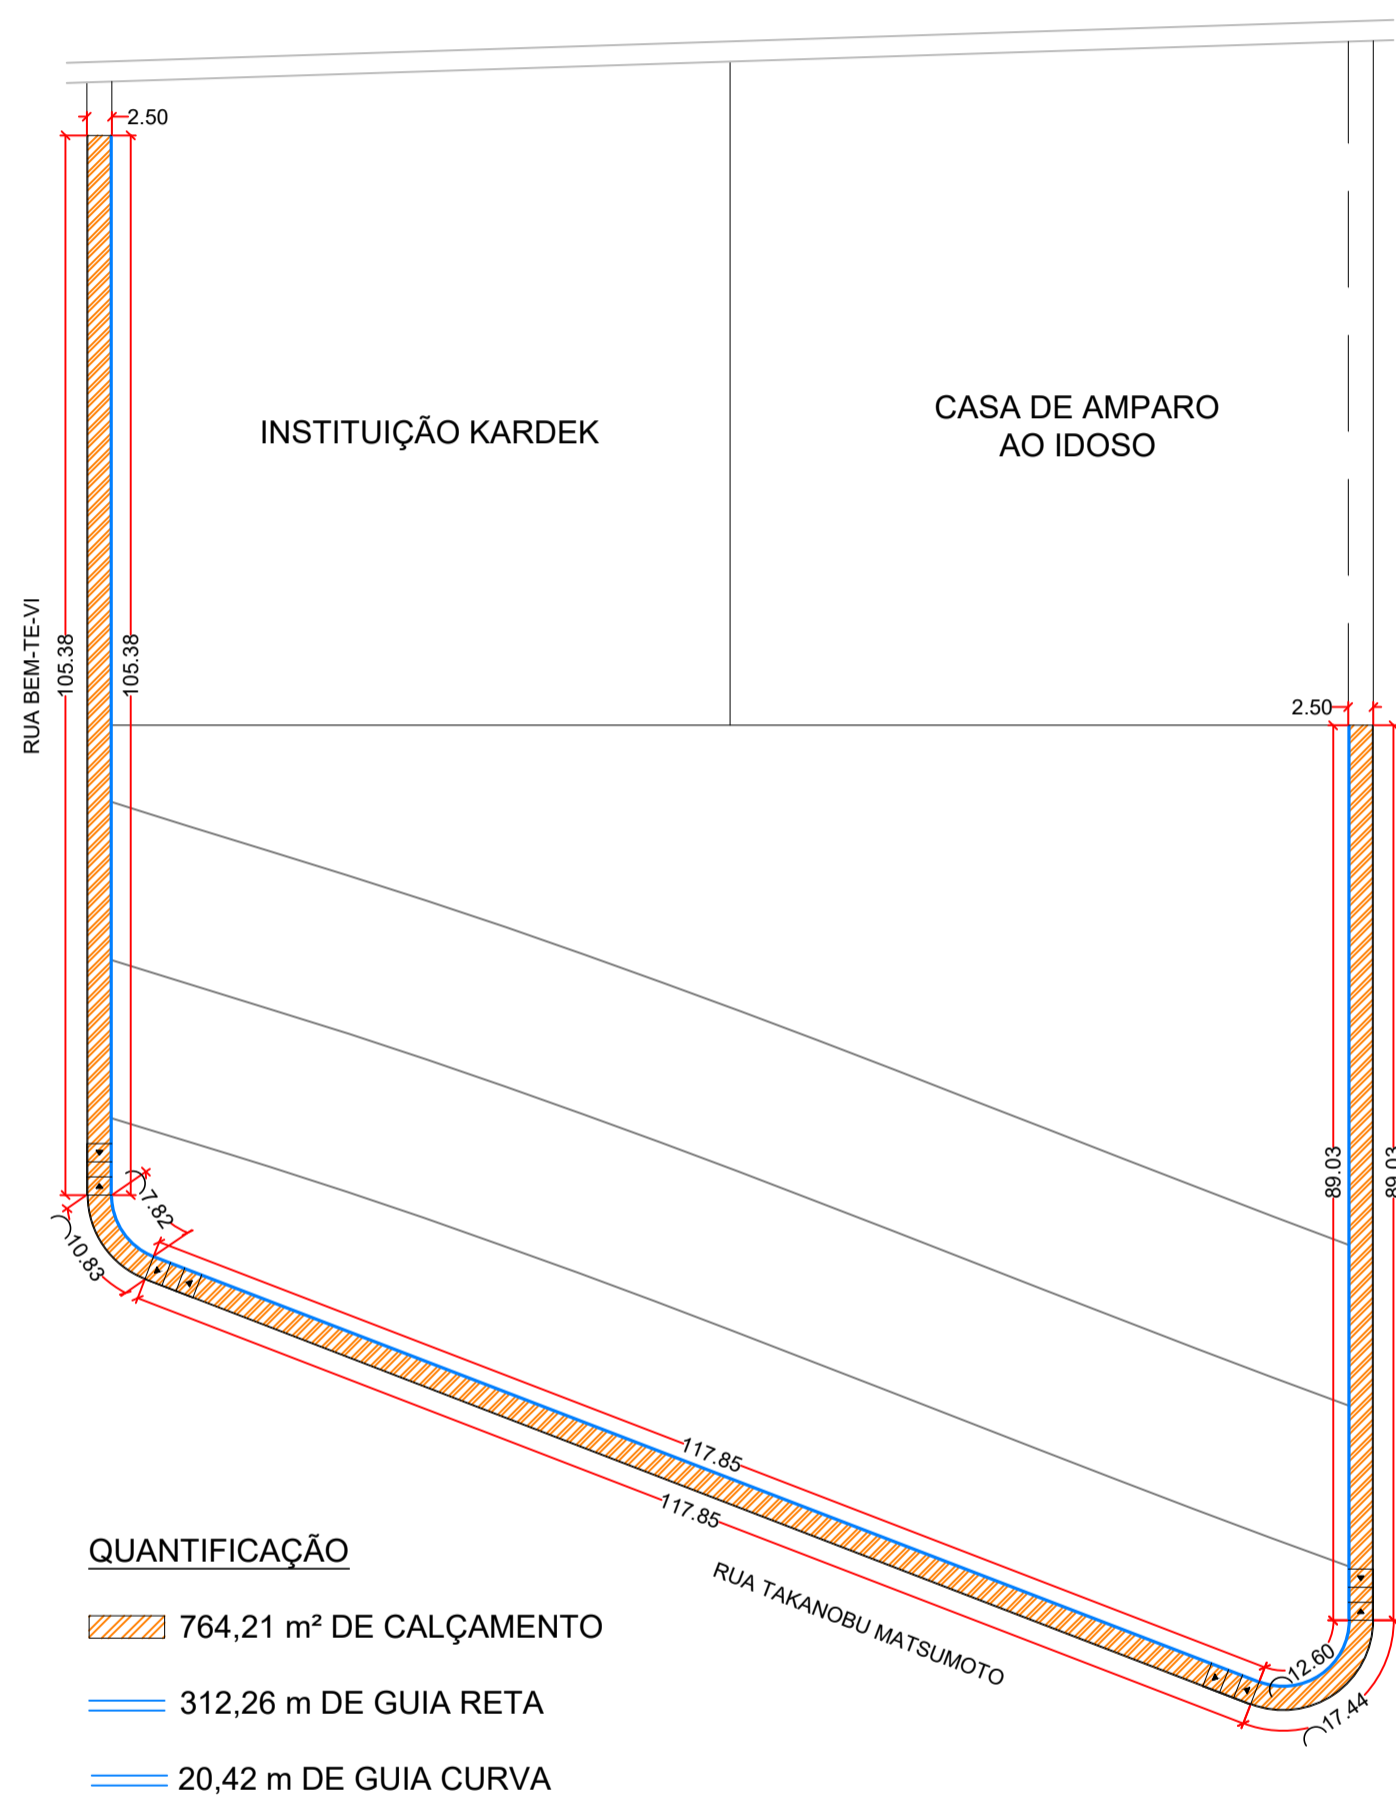 2.50
INSTITUIÇÃO KARDEK
CASA DE AMPARO
AO IDOSO
RUA BEM-TE-VI
105.38
105.38
2.50
89.03
89.03
7.82
10.83
117.85
117.85
RUA TAKANOBU MATSUMOTO
12.60
17.44
QUANTIFICAÇÃO
764,21 m² DE CALÇAMENTO
312,26 m DE GUIA RETA
20,42 m DE GUIA CURVA